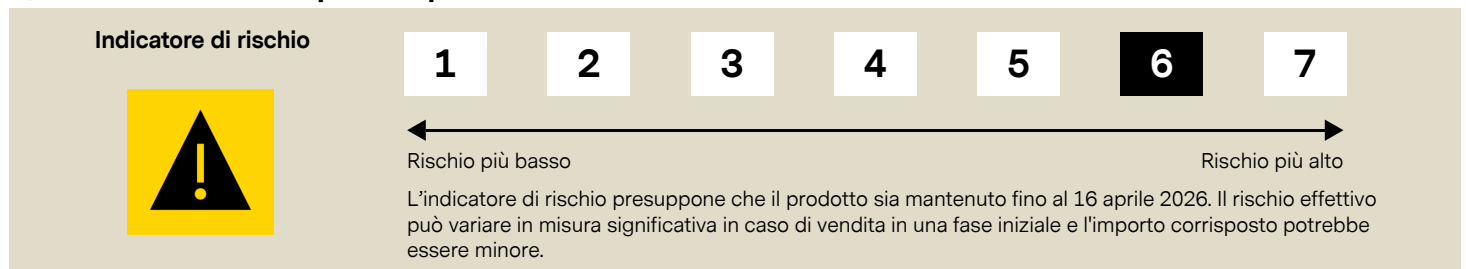 Indicatore di rischio
1 2 3 4 5 6 7
Rischio più basso Rischio più alto
L'indicatore di rischio presuppone che il prodotto sia mantenuto fino al 16 aprile 2026. Il rischio effettivo
può variare in misura significativa in caso di vendita in una fase iniziale e l'importo corrisposto potrebbe
essere minore.